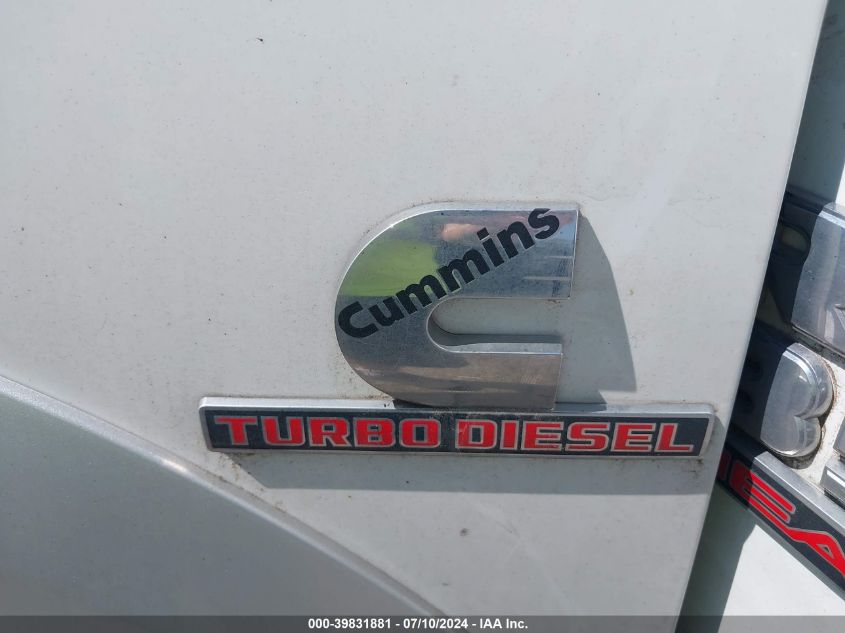 Cummins
TURBO DIESEL
000-39831881 - 07/10/2024 - IAA Inc.